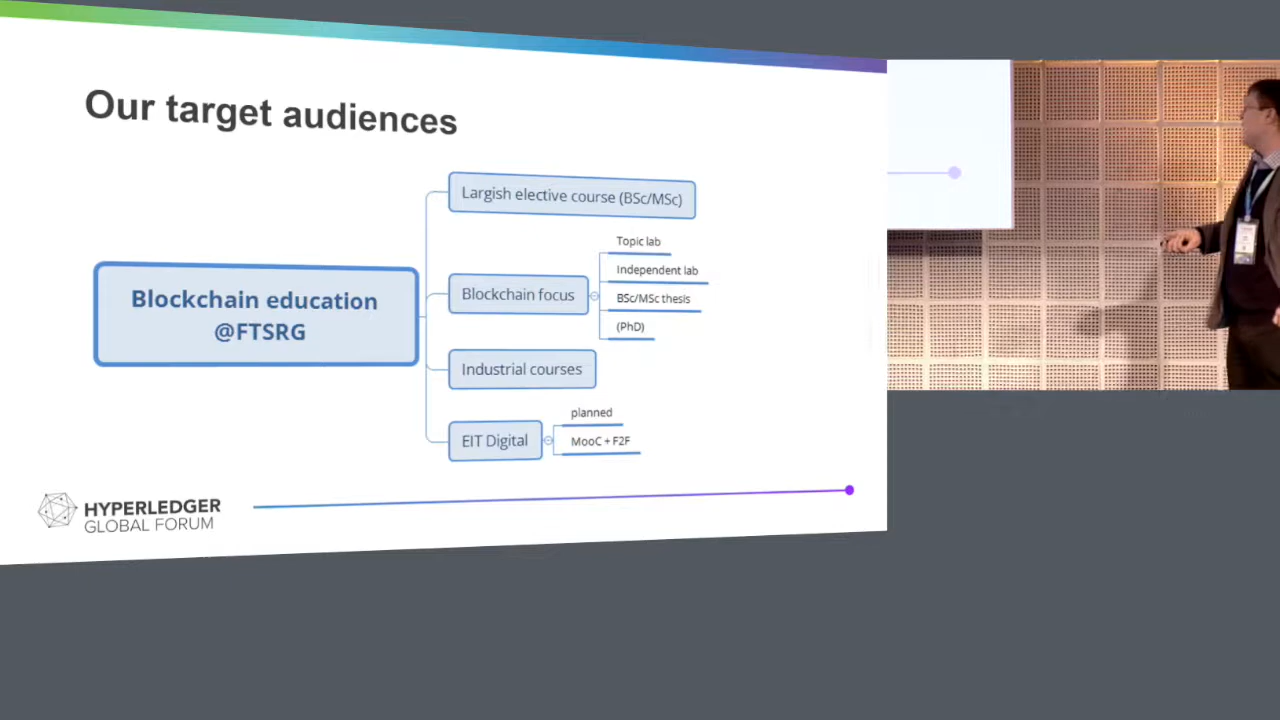 Our target audiences
Largish elective course (BSc/MSc)
Topic lab
Independent lab
Blockchain focus
BSc/MSc thesis
(PhD)
Blockchain education
@FTSRG
Industrial courses
planned
EIT Digital
MooC + F2F
HYPERLEDGER
GLOBAL FORUM